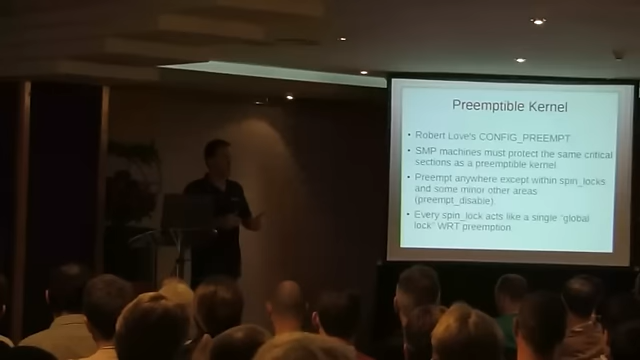 Preemptible Kernel
• Robert Love's CONFIG_PREEMPT
• SMP machines must protect the same critical
sections as a preemptible kernel
• Preempt anywhere except within spin_locks
and some minor other areas
(preempt_disable).
• Every spin_lock acts like a single "global
lock" WRT preemption